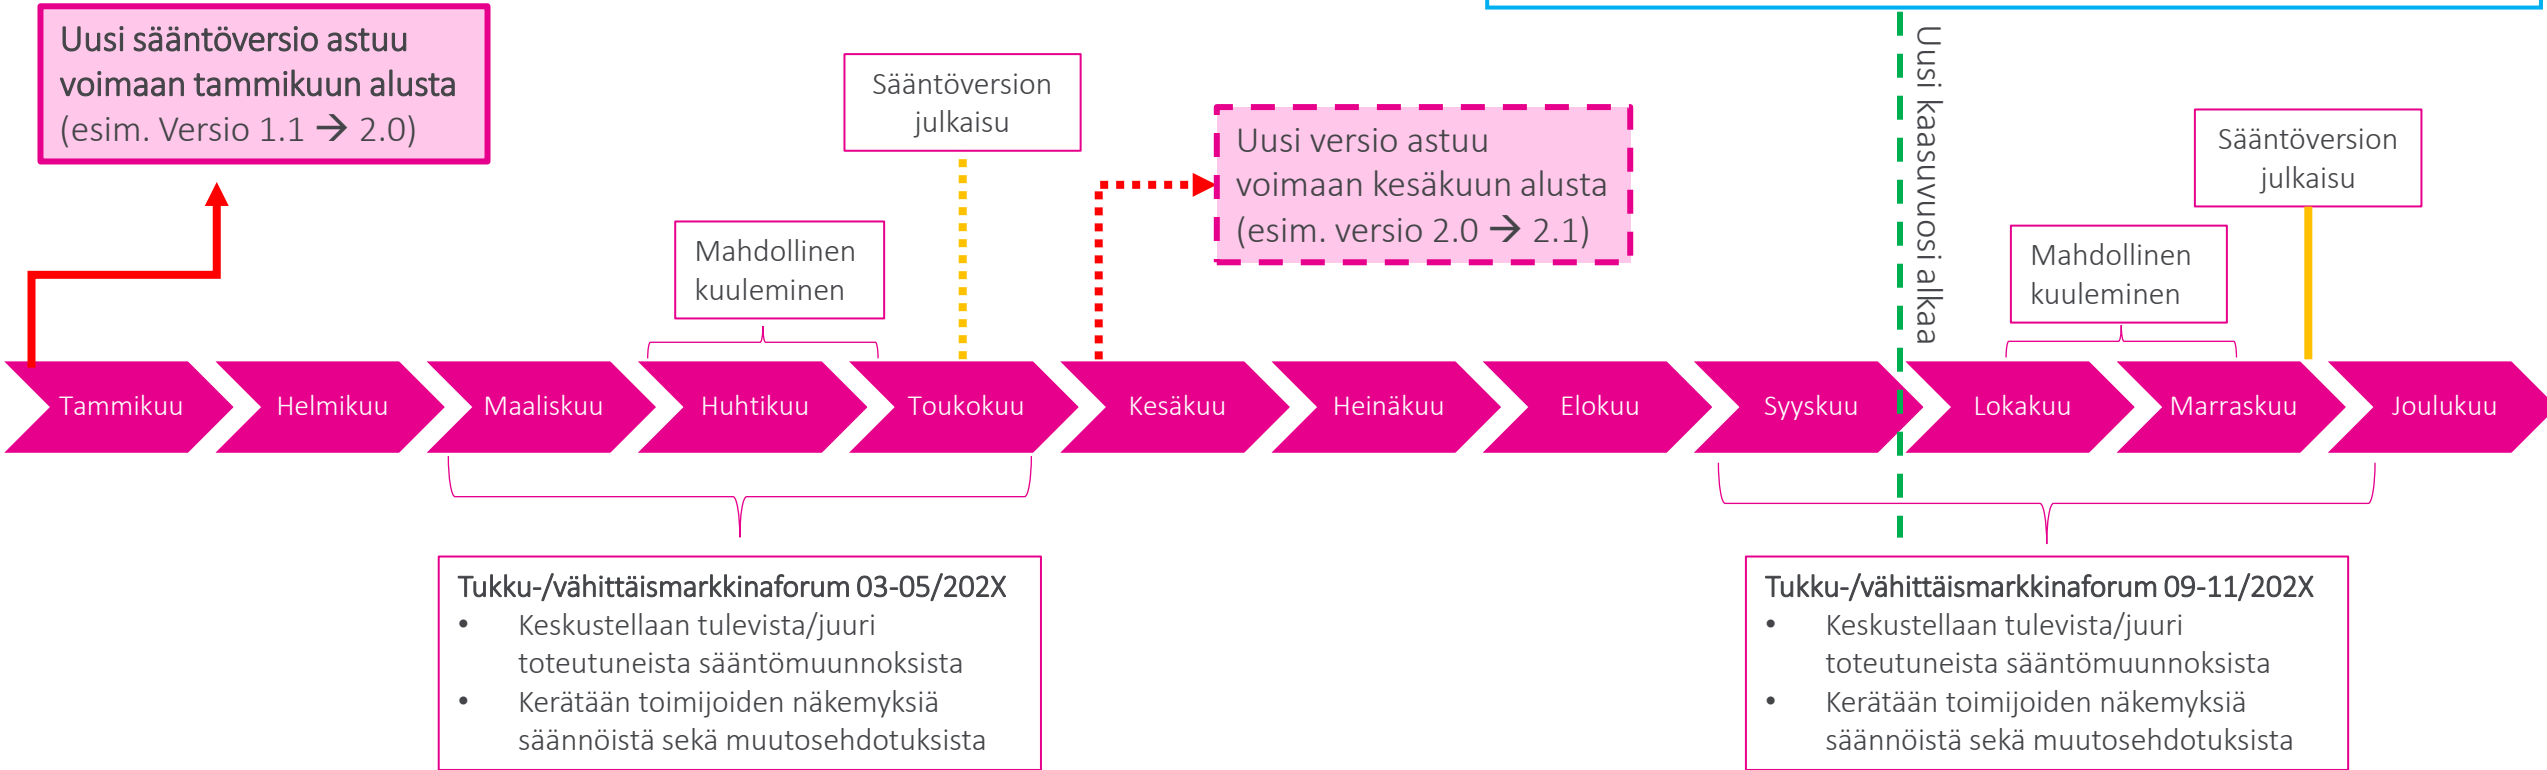 Uusi sääntöversio astuu
voimaan tammikuun alusta
(esim. Versio 1.1 → 2.0)
Sääntöversion
julkaisu
Uusi versio astuu
voimaan kesäkuun alusta
(esim. versio 2.0 → 2.1)
Uusi kaasuvuosi alkaa
Sääntöversion
julkaisu
Mahdollinen
kuuleminen
Mahdollinen
kuuleminen
Tammikuu
Helmikuu
Maaliskuu
Huhtikuu
Toukokuu
Kesäkuu
Heinäkuu
Elokuu
Syyskuu
Lokakuu
Marraskuu
Joulukuu
Tukku-/vähittäismarkkinaforum 03-05/202X
• Keskustellaan tulevista/juuri
toteutuneista sääntömuunnoksista
• Kerätään toimijoiden näkemyksiä
säännöistä sekä muutosehdotuksista
Tukku-/vähittäismarkkinaforum 09-11/202X
• Keskustellaan tulevista/juuri
toteutuneista sääntömuunnoksista
• Kerätään toimijoiden näkemyksiä
säännöistä sekä muutosehdotuksista